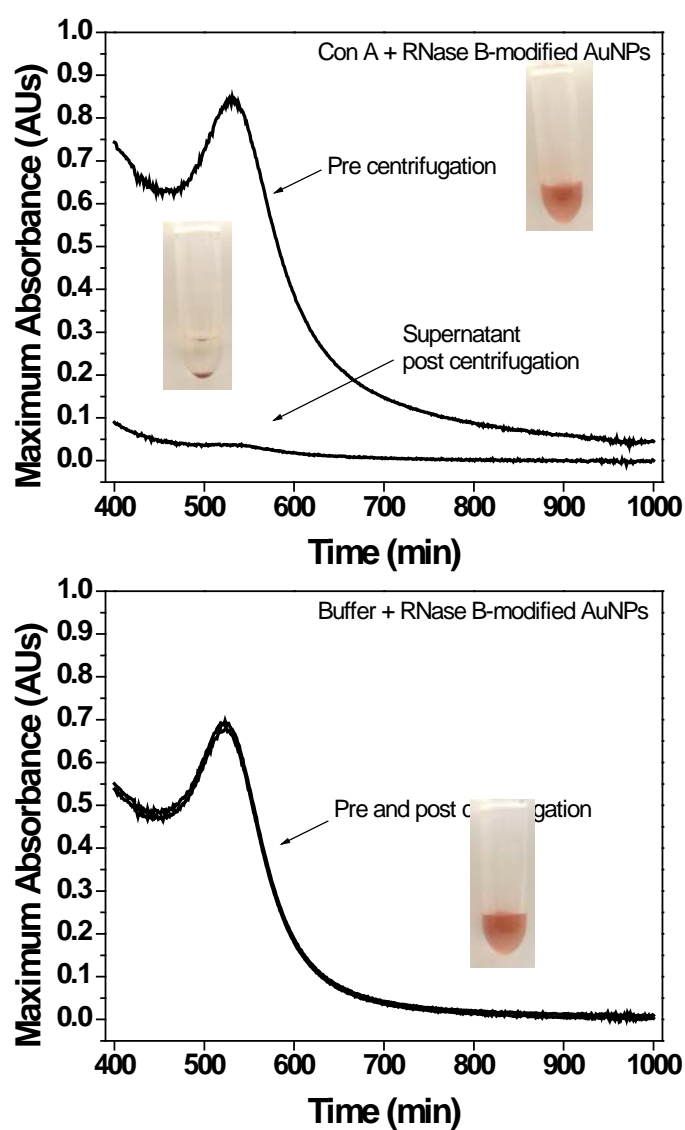 Con A + RNase B-modified AuNPs
Maximum Absorbance (AUs)
1.0
0.9
0.8
0.7
0.6
0.5
0.4
0.3
0.2
0.1
0.0
Pre centrifugation
Supernatant
post centrifugation
400 500 600 700 800 900 1000
Time (min)
Buffer + RNase B-modified AuNPs
Maximum Absorbance (AUs)
1.0
0.9
0.8
0.7
0.6
0.5
0.4
0.3
0.2
0.1
0.0
Pre and post c gation
400 500 600 700 800 900 1000
Time (min)